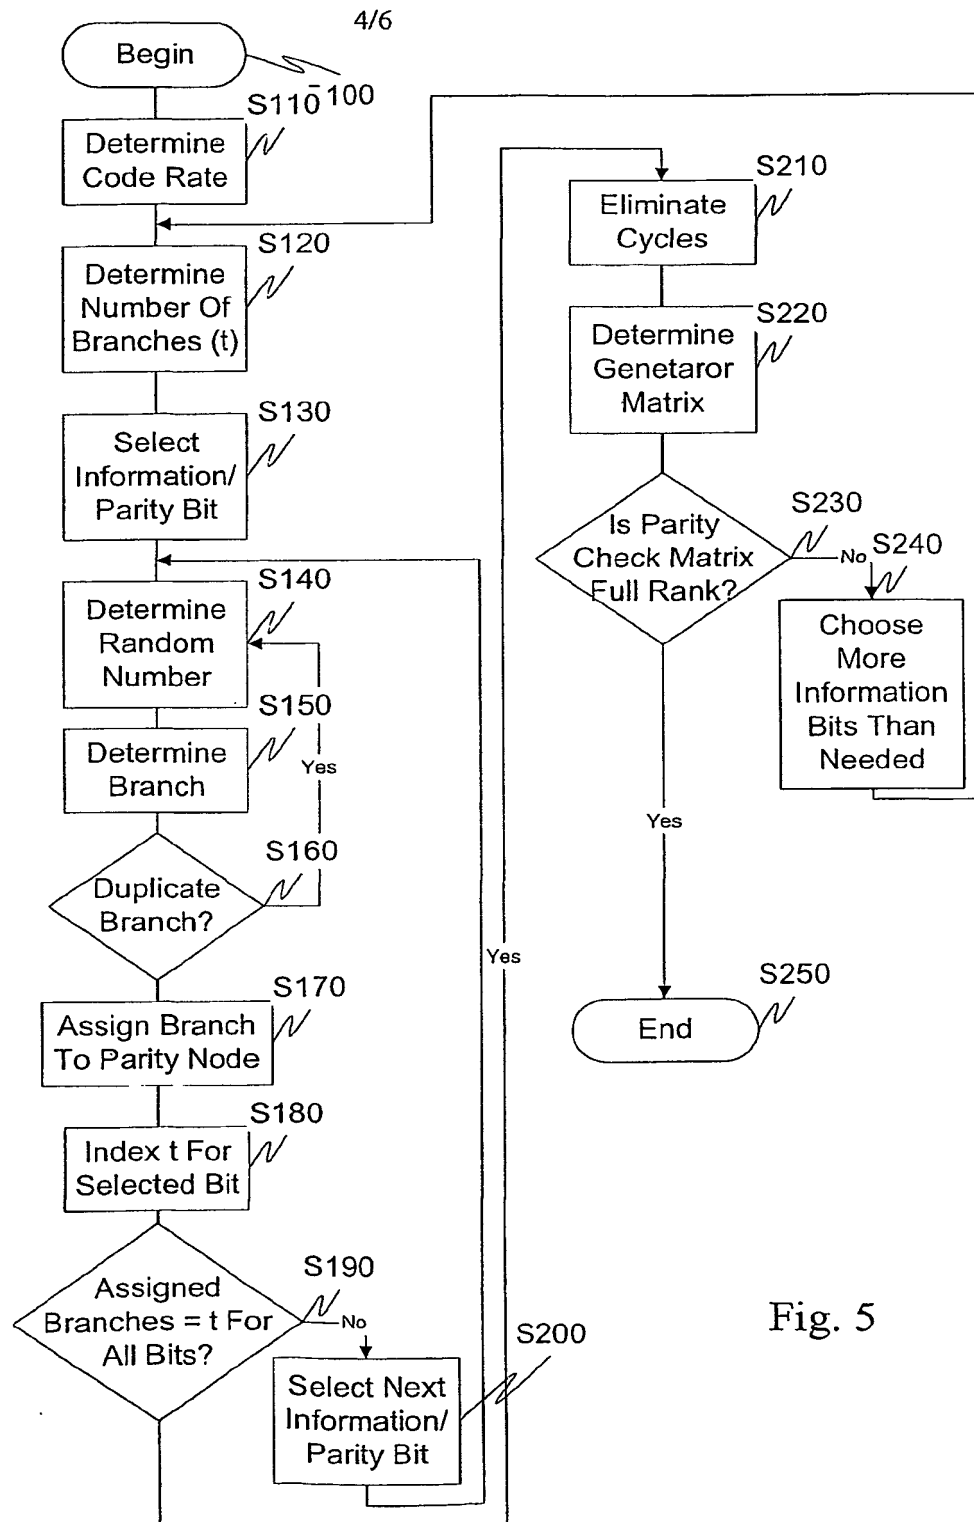 4/6
Begin
100
S110
Determine
Code Rate
S120
Determine
Number Of
Branches (t)
S130
Select
Information/
Parity Bit
S140
Determine
Random
Number
S150
Determine
Branch
Yes
S160
Duplicate
Branch?
S170
Assign Branch
To Parity Node
S180
Index t For
Selected Bit
S190
Assigned
Branches = t For
All Bits?
No
S200
Select Next
Information/
Parity Bit
Yes
S210
Eliminate
Cycles
S220
Determine
Genetaror
Matrix
S230
Is Parity
Check Matrix
Full Rank?
No
S240
Choose
More
Information
Bits Than
Needed
Yes
S250
End
Fig. 5